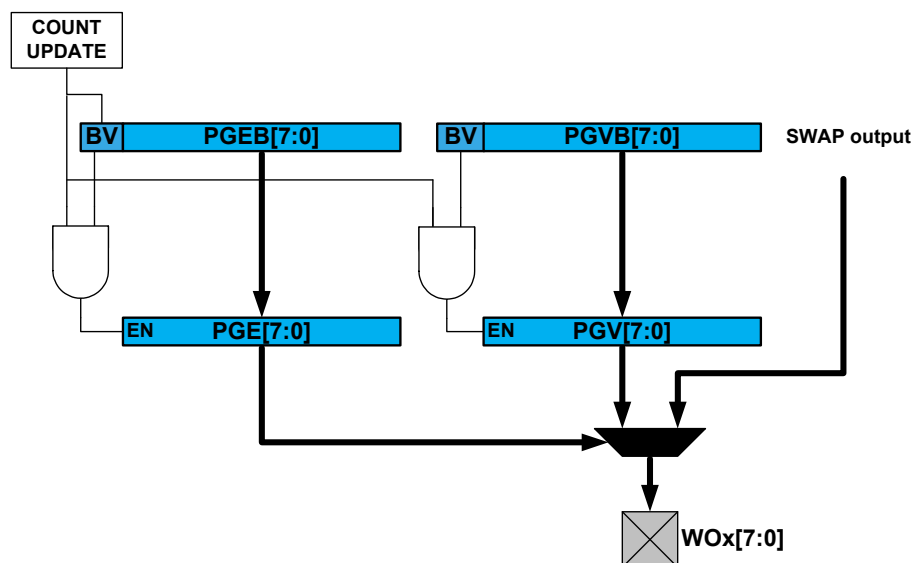 COUNT
UPDATE
BV PGEB[7:0]
BV PGVB[7:0]
SWAP output
EN PGE[7:0]
EN PGV[7:0]
WOx[7:0]